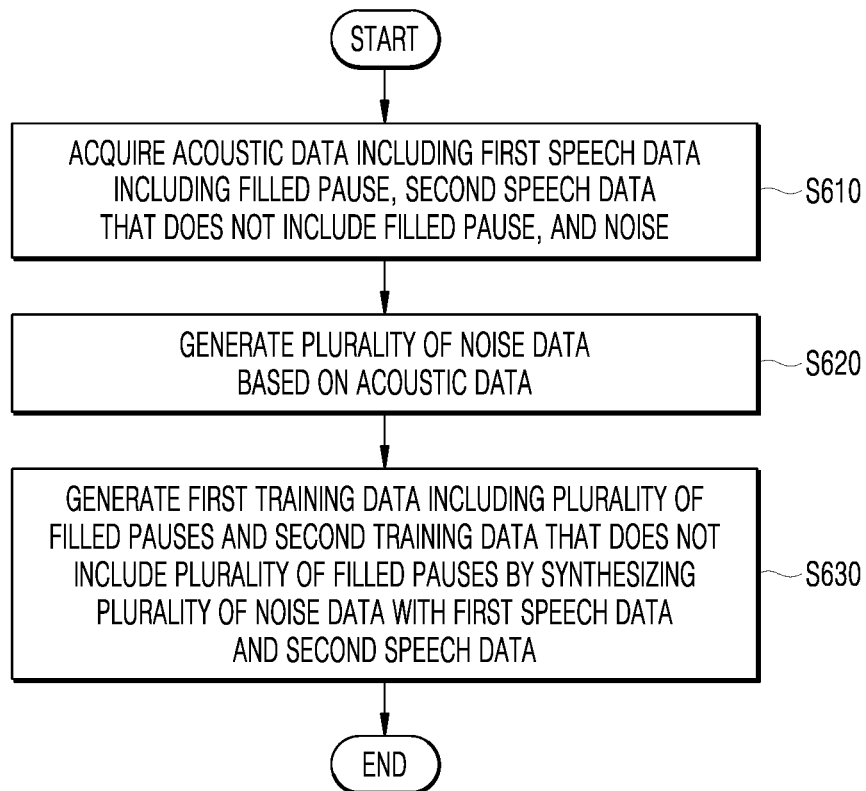 START
ACQUIRE ACOUSTIC DATA INCLUDING FIRST SPEECH DATA
INCLUDING FILLED PAUSE, SECOND SPEECH DATA
THAT DOES NOT INCLUDE FILLED PAUSE, AND NOISE
S610
GENERATE PLURALITY OF NOISE DATA
BASED ON ACOUSTIC DATA
S620
GENERATE FIRST TRAINING DATA INCLUDING PLURALITY OF
FILLED PAUSES AND SECOND TRAINING DATA THAT DOES NOT
INCLUDE PLURALITY OF FILLED PAUSES BY SYNTHESIZING
PLURALITY OF NOISE DATA WITH FIRST SPEECH DATA
AND SECOND SPEECH DATA
S630
END